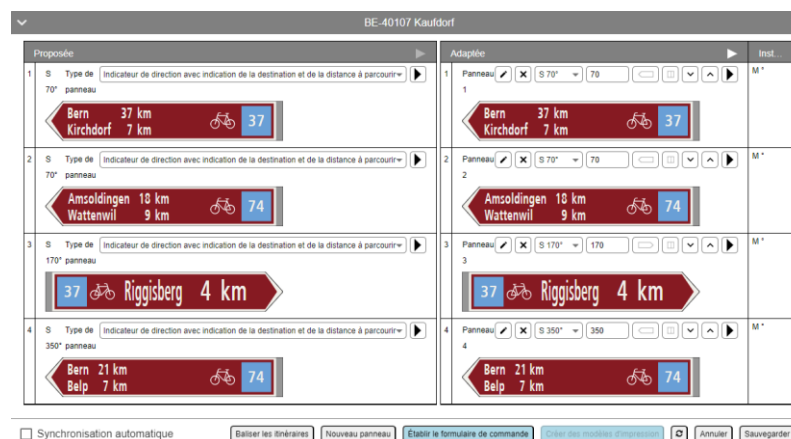 BE-40107 Kaufdorf
Proposée
Adaptée
Inst...
1 S 70° Type de panneau Indicateur de direction avec indication de la destination et de la distance à parcourir
Bern 37 km
Kirchdorf 7 km
37
1 Panneau 1 S 70° 70 M *
Bern 37 km
Kirchdorf 7 km
37
2 S 70° Type de panneau Indicateur de direction avec indication de la destination et de la distance à parcourir
Amsoldingen 18 km
Wattenwil 9 km
74
2 Panneau 2 S 70° 70 M *
Amsoldingen 18 km
Wattenwil 9 km
74
3 S 170° Type de panneau Indicateur de direction avec indication de la destination et de la distance à parcourir
37 Riggisberg 4 km
3 Panneau 3 S 170° 170 M *
37 Riggisberg 4 km
4 S 350° Type de panneau Indicateur de direction avec indication de la destination et de la distance à parcourir
Bern 21 km
Belp 7 km
74
4 Panneau 4 S 350° 350 M *
Bern 21 km
Belp 7 km
74
Synchronisation automatique Baliser les itinéraires Nouveau panneau Établir le formulaire de commande Créer des modèles d'impression Annuler Sauvegarder